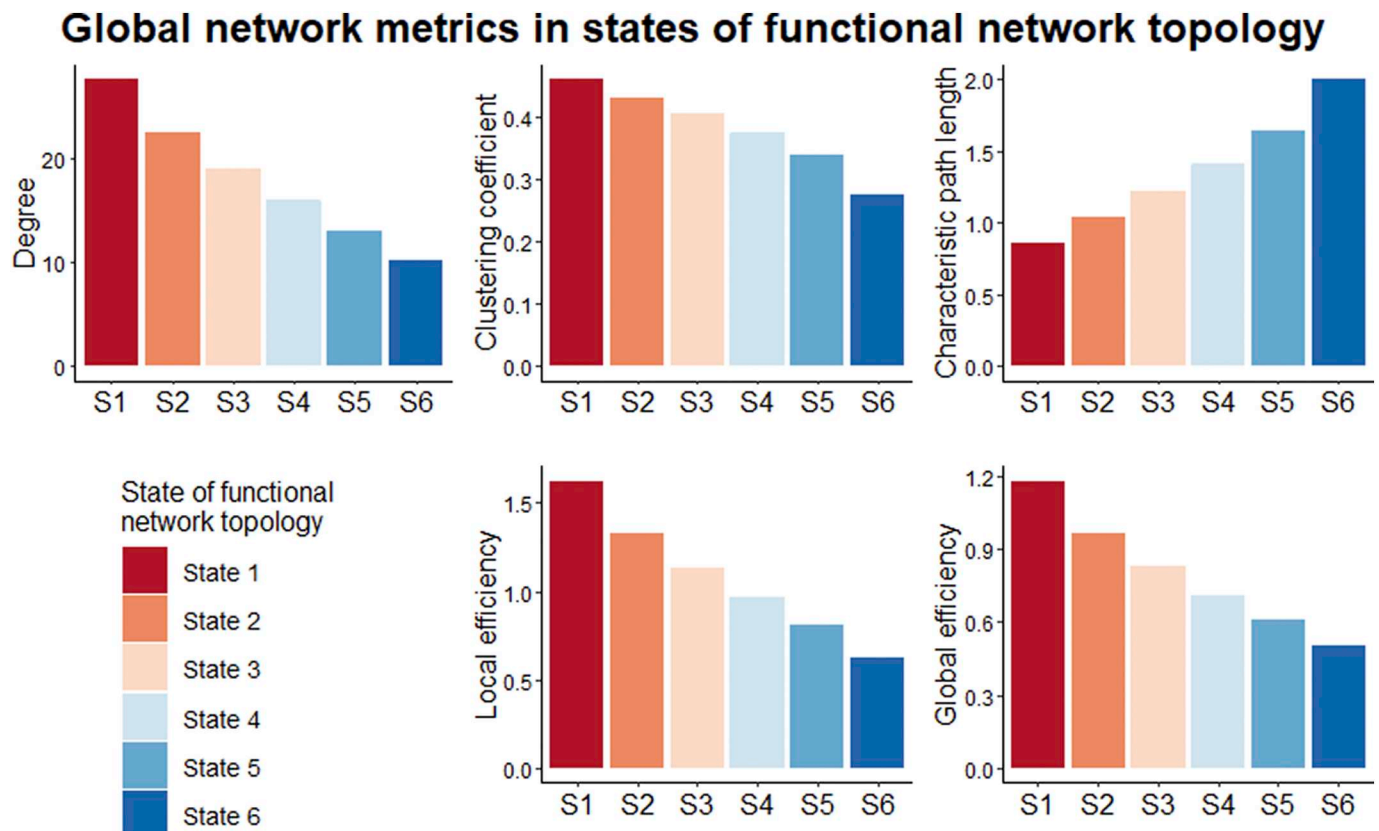 Global network metrics in states of functional network topology
Degree
20
10
0
S1 S2 S3 S4 S5 S6
Clustering coefficient
0.4
0.3
0.2
0.1
0.0
S1 S2 S3 S4 S5 S6
Characteristic path length
2.0
1.5
1.0
0.5
0.0
S1 S2 S3 S4 S5 S6
State of functional
network topology
State 1
State 2
State 3
State 4
State 5
State 6
Local efficiency
1.5
1.0
0.5
0.0
S1 S2 S3 S4 S5 S6
Global efficiency
1.2
0.9
0.6
0.3
0.0
S1 S2 S3 S4 S5 S6